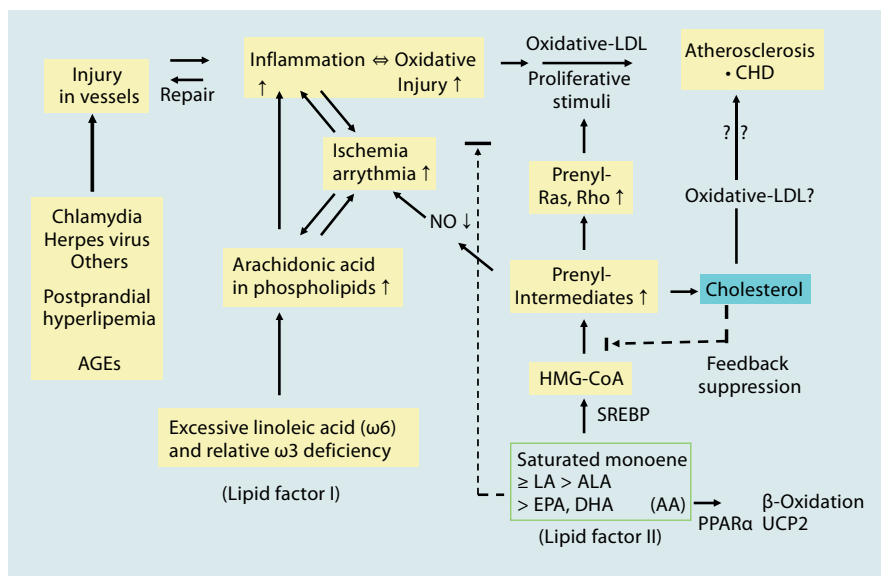 Injury
in vessels
Repair
Inflammation ⇔ Oxidative
↑ Injury ↑
Oxidative-LDL
Proliferative
stimuli
Atherosclerosis
• CHD
? ?
Ischemia
arrythmia ↑
Prenyl-
Ras, Rho ↑
Oxidative-LDL?
NO ↓
Chlamydia
Herpes virus
Others
Postprandial
hyperlipemia
AGEs
Arachidonic acid
in phospholipids ↑
Prenyl-
Intermediates ↑
Cholesterol
Feedback
suppression
HMG-CoA
SREBP
Excessive linoleic acid (ω6)
and relative ω3 deficiency
(Lipid factor I)
Saturated monoene
≥ LA > ALA
> EPA, DHA (AA)
(Lipid factor II)
PPARα
β-Oxidation
UCP2